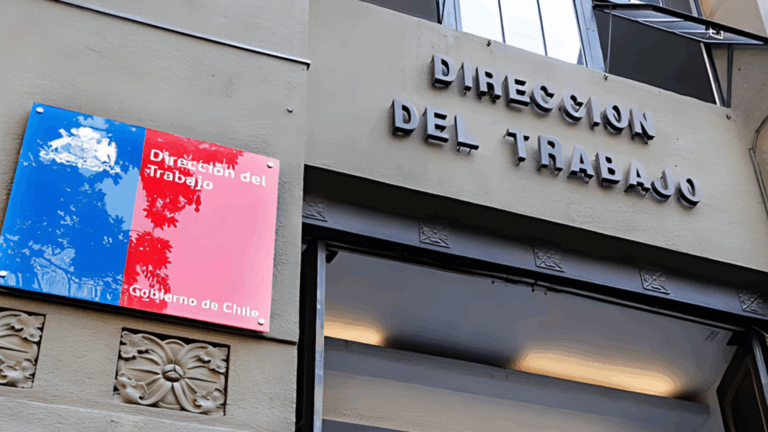 Dirección del
Trabajo
Gobierno de Chile
DIRECCION
DEL TRABAJO